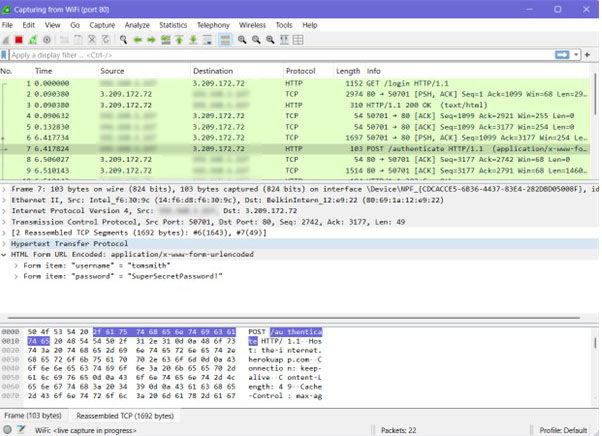 Capturing from WiFi (port 80)
File Edit View Go Capture Analyze Statistics Telephony Wireless Tools Help
Apply a display filter ... <Ctrl-/>
No. Time Source Destination Protocol Length Info
1 0.000000 3.209.172.72 HTTP 1152 GET /login HTTP/1.1
2 0.090380 3.209.172.72 TCP 2974 80 → 50701 [PSH, ACK] Seq=1 Ack=1099 Win=68 Len=29…
3 0.090380 3.209.172.72 HTTP 310 HTTP/1.1 200 OK (text/html)
4 0.090632 3.209.172.72 TCP 54 50701 → 80 [ACK] Seq=1099 Ack=2921 Win=255 Len=0
5 0.132830 3.209.172.72 TCP 54 50701 → 80 [ACK] Seq=1099 Ack=3177 Win=254 Len=0
6 6.417734 3.209.172.72 TCP 1697 50701 → 80 [PSH, ACK] Seq=1099 Ack=3177 Win=254 L…
7 6.417824 3.209.172.72 HTTP 103 POST /authenticate HTTP/1.1 (application/x-www-fo…
8 6.506027 3.209.172.72 TCP 54 80 → 50701 [ACK] Seq=3177 Ack=2742 Win=68 Len=0
9 6.510143 3.209.172.72 TCP 1514 80 → 50701 [ACK] Seq=3177 Ack=2791 Win=68 Len=1460…
Frame 7: 103 bytes on wire (824 bits), 103 bytes captured (824 bits) on interface \Device\NPF_{CDCACCE5-6B36-4437-83E4-282DBD05008F}, id
Ethernet II, Src: Intel_f6:30:9c (14:f6:d8:f6:30:9c), Dst: BelkinIntern_12:e9:22 (80:69:1a:12:e9:22)
Internet Protocol Version 4, Src: , Dst: 3.209.172.72
Transmission Control Protocol, Src Port: 50701, Dst Port: 80, Seq: 2742, Ack: 3177, Len: 49
[2 Reassembled TCP Segments (1692 bytes): #6(1643), #7(49)]
Hypertext Transfer Protocol
HTML Form URL Encoded: application/x-www-form-urlencoded
Form item: "username" = "tomsmith"
Form item: "password" = "SuperSecretPassword!"
0000 50 4f 53 54 20 2f 61 75 74 68 65 6e 74 69 63 61 POST /au thentica
0010 74 65 20 48 54 54 50 2f 31 2e 31 0d 0a 48 6f 73 te HTTP/ 1.1··Hos
0020 74 3a 20 74 68 65 2d 69 6e 74 65 72 6e 65 74 2e t: the-i nternet.
0030 68 65 72 6f 6b 75 61 70 70 2e 63 6f 6d 0d 0a 43 herokuap p.com··C
0040 6f 6e 6e 65 63 74 69 6f 6e 3a 20 6b 65 65 70 2d onnectio n: keep-
0050 61 6c 69 76 65 0d 0a 43 6f 6e 74 65 6e 74 2d 4c alive··C ontent-L
0060 65 6e 67 74 68 3a 20 34 39 0d 0a 43 61 63 68 65 ength: 4 9··Cache
0070 2d 43 6f 6e 74 72 6f 6c 3a 20 6d 61 78 2d 61 67 -Control : max-ag
Frame (103 bytes) Reassembled TCP (1692 bytes)
WiFi: <live capture in progress> Packets: 22 Profile: Default